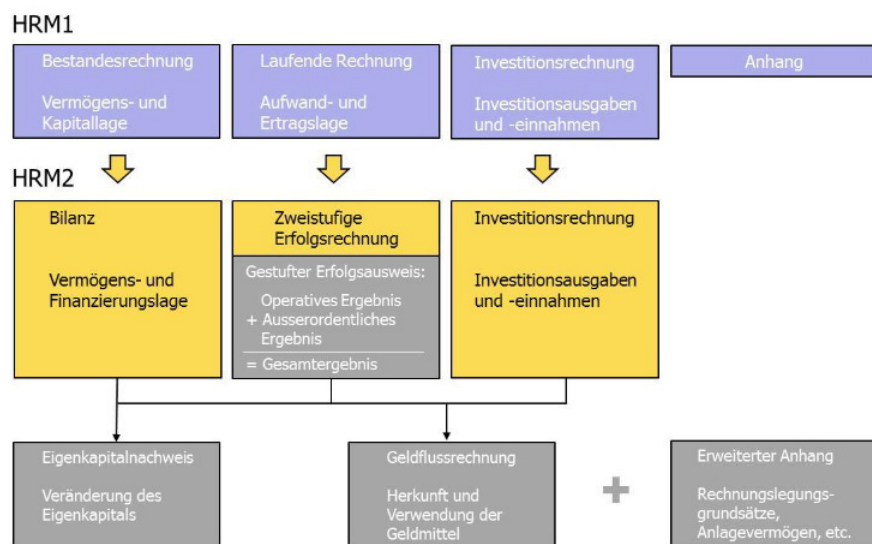 HRM1
Bestandesrechnung
Vermögens- und
Kapitallage
Laufende Rechnung
Aufwand- und
Ertragslage
Investitionsrechnung
Investitionsausgaben
und -einnahmen
Anhang
HRM2
Bilanz
Vermögens- und
Finanzierungslage
Zweistufige
Erfolgsrechnung
Gestufter Erfolgsausweis:
Operatives Ergebnis
+ Ausserordentliches
Ergebnis
= Gesamtergebnis
Investitionsrechnung
Investitionsausgaben
und -einnahmen
Eigenkapitalnachweis
Veränderung des
Eigenkapitals
Geldflussrechnung
Herkunft und
Verwendung der
Geldmittel
+
Erweiterter Anhang
Rechnungslegungs-
grundsätze,
Anlagevermögen, etc.